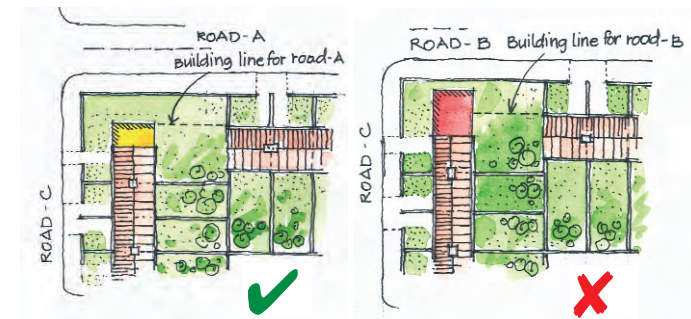 ROAD-A
Building line for road-A
ROAD-C
ROAD-B
Building line for road-B
ROAD-C